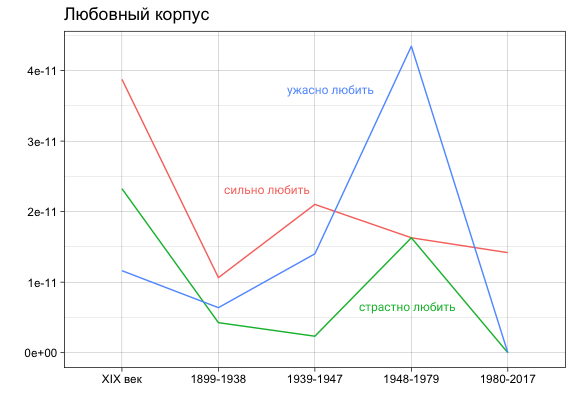 Любовный корпус
4e-11
ужасно любить
3e-11
сильно любить
2e-11
1e-11
страстно любить
0e+00
XIX век 1899-1938 1939-1947 1948-1979 1980-2017